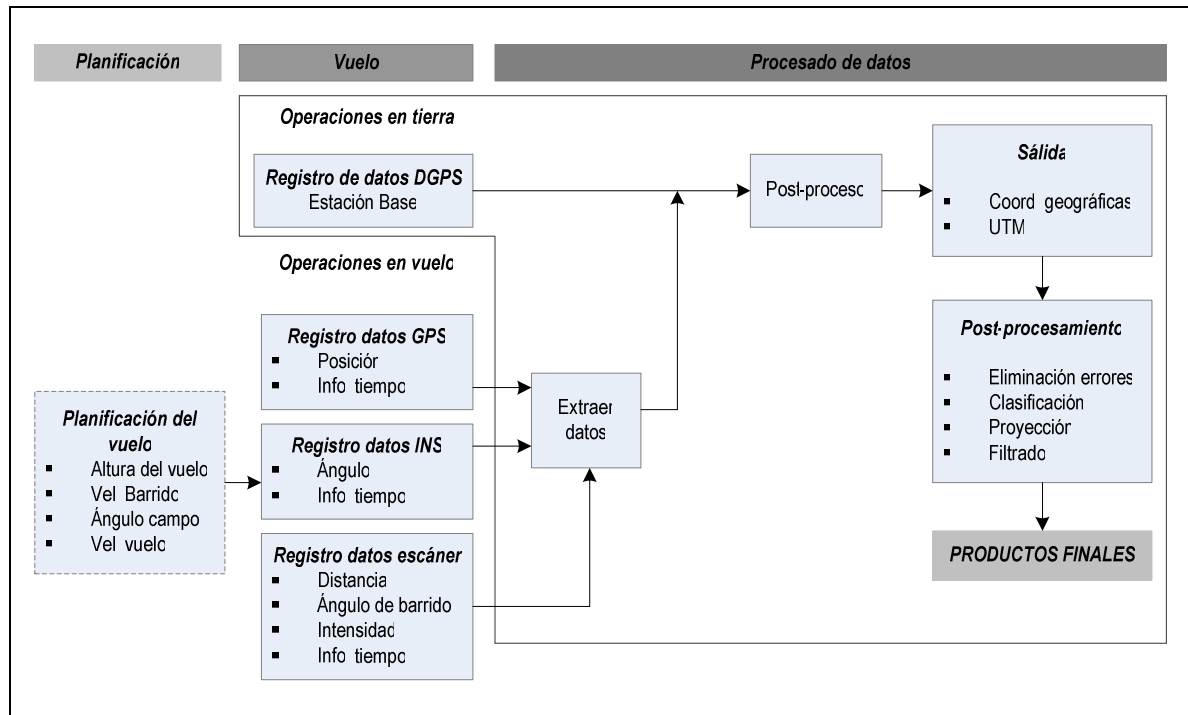 Planificación
Vuelo
Procesado de datos
Operaciones en tierra
Registro de datos DGPS
Estación Base
Post-proceso
Sálida
▪ Coord geográficas
▪ UTM
Operaciones en vuelo
Registro datos GPS
▪ Posición
▪ Info tiempo
Extraer
datos
Post-procesamiento
▪ Eliminación errores
▪ Clasificación
▪ Proyección
▪ Filtrado
Planificación del
vuelo
▪ Altura del vuelo
▪ Vel Barrido
▪ Ángulo campo
▪ Vel vuelo
Registro datos INS
▪ Ángulo
▪ Info tiempo
Registro datos escáner
▪ Distancia
▪ Ángulo de barrido
▪ Intensidad
▪ Info tiempo
PRODUCTOS FINALES